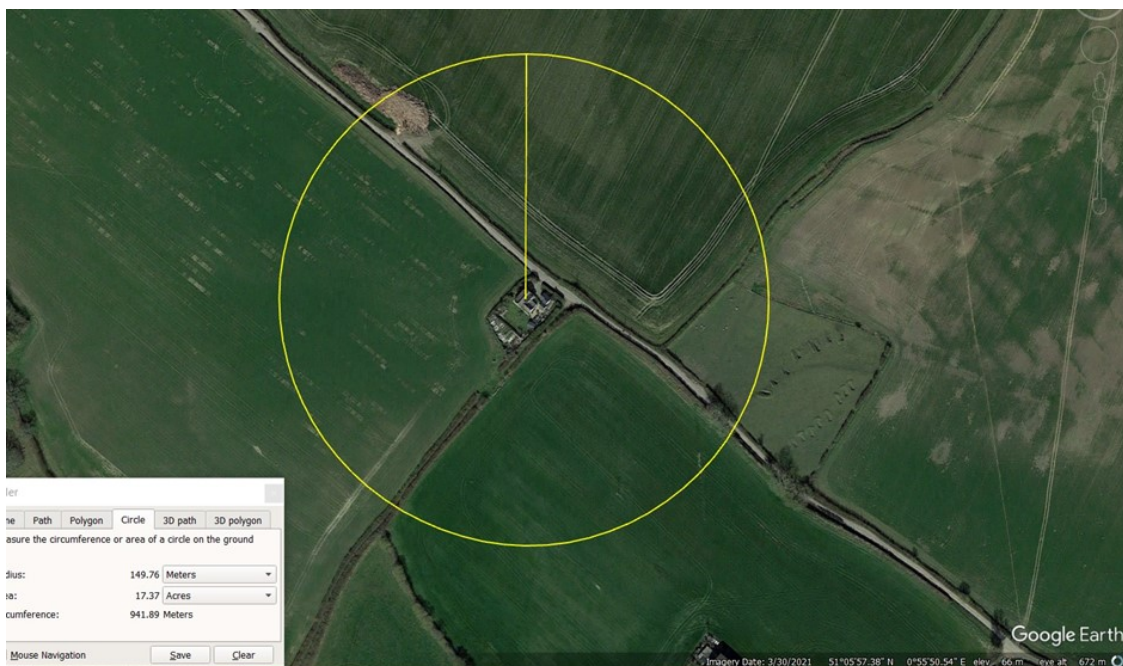 ler
ne Path Polygon Circle 3D path 3D polygon
easure the circumference or area of a circle on the ground
dius: 149.76 Meters
ea: 17.37 Acres
cumference: 941.89 Meters
Mouse Navigation Save Clear
Google Earth
Imagery Date: 3/30/2021 51°05'57.38" N 0°55'50.54" E elev 66 m eye at 672 m